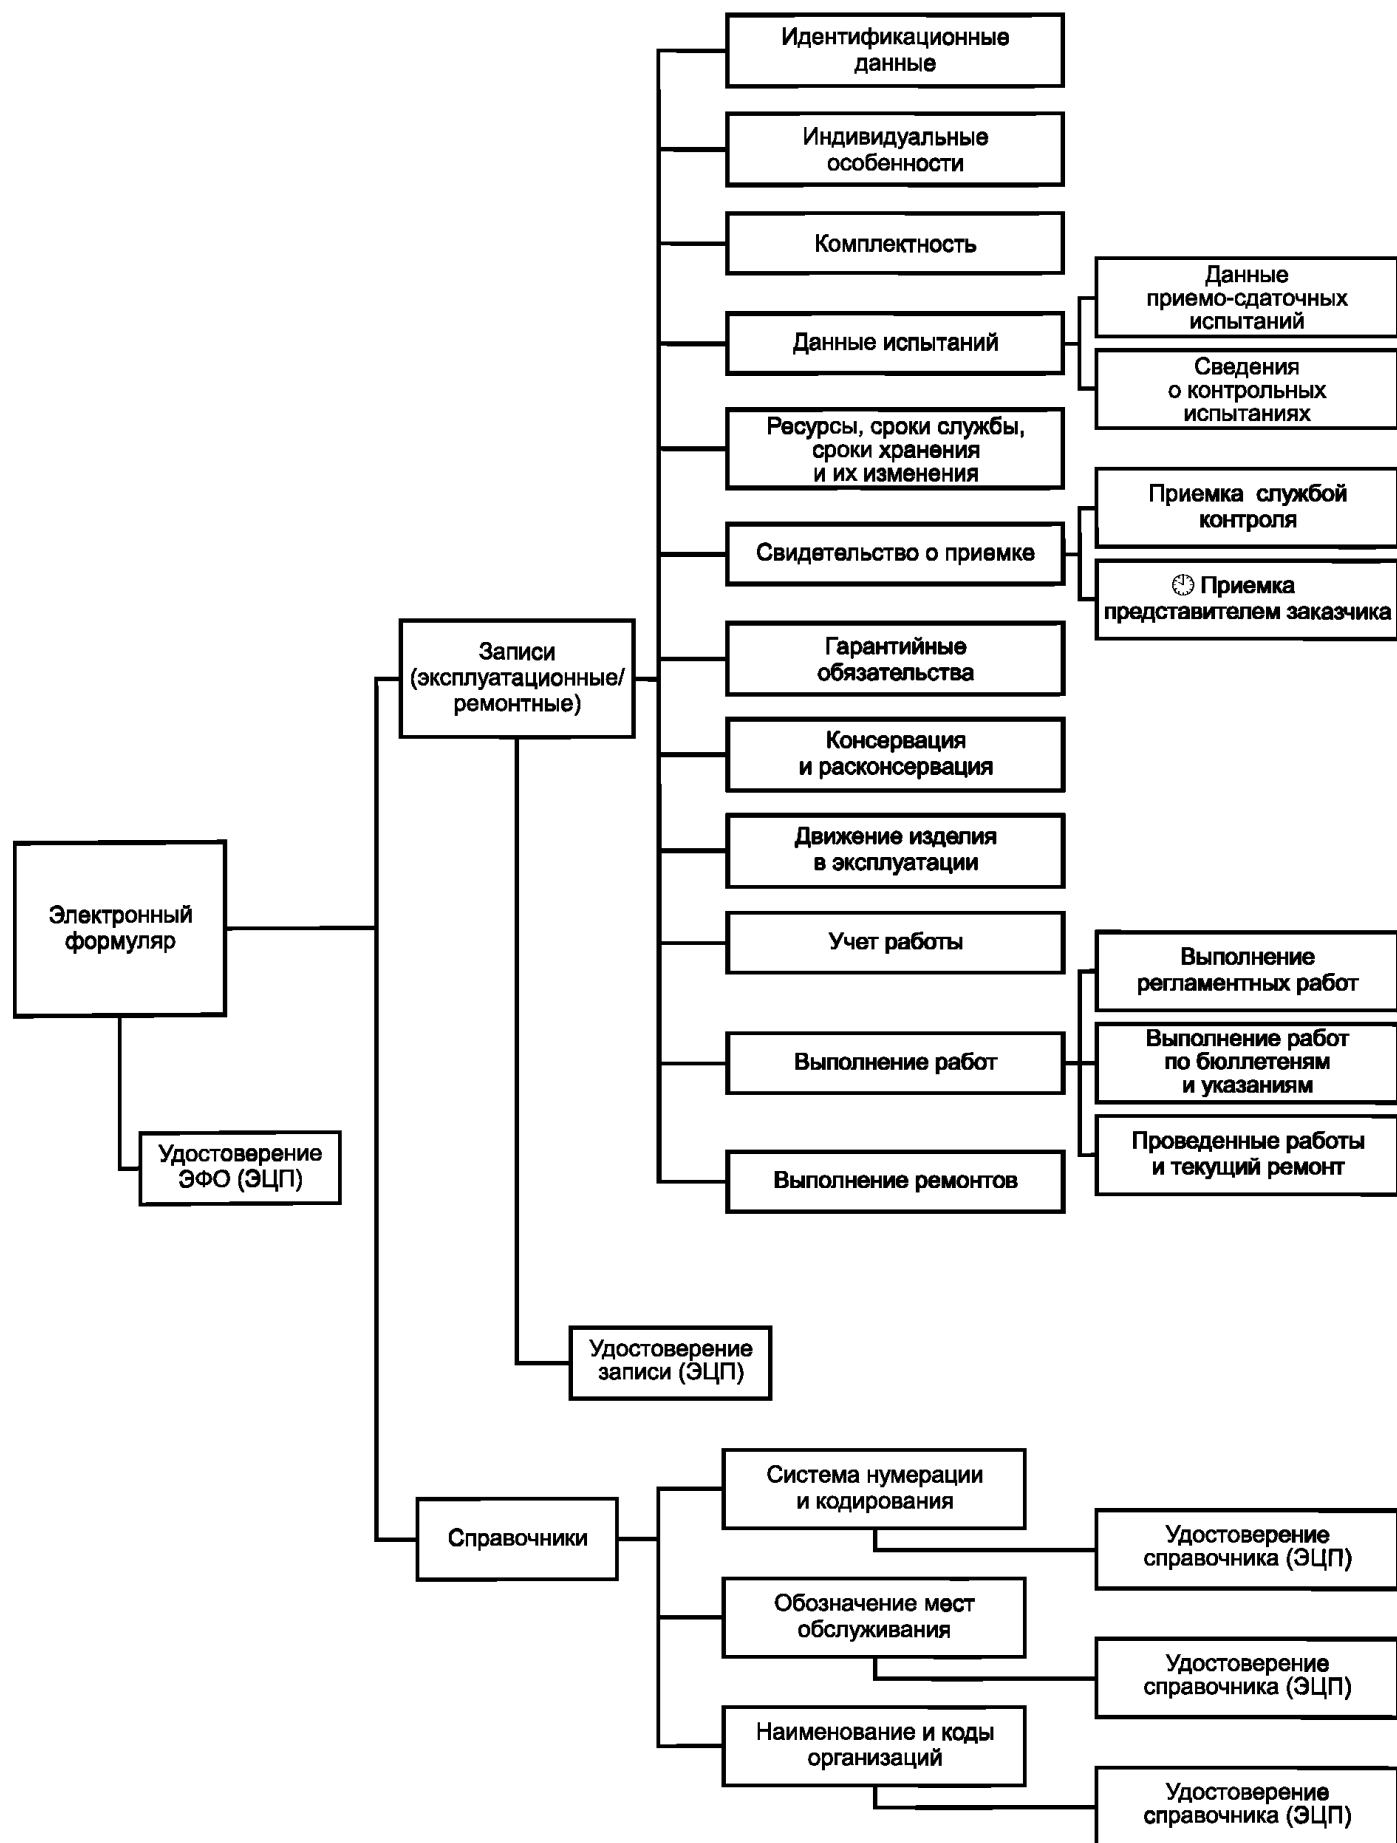 Идентификационные
данные
Индивидуальные
особенности
Комплектность
Данные испытаний
Данные
приемо-сдаточных
испытаний
Сведения
о контрольных
испытаниях
Ресурсы, сроки службы,
сроки хранения
и их изменения
Свидетельство о приемке
Приемка службой
контроля
Приемка
представителем заказчика
Записи
(эксплуатационные/
ремонтные)
Гарантийные
обязательства
Консервация
и расконсервация
Движение изделия
в эксплуатации
Электронный
формуляр
Учет работы
Выполнение работ
Выполнение
регламентных работ
Выполнение работ
по бюллетеням
и указаниям
Проведенные работы
и текущий ремонт
Удостоверение
ЭФО (ЭЦП)
Выполнение ремонтов
Удостоверение
записи (ЭЦП)
Справочники
Система нумерации
и кодирования
Удостоверение
справочника (ЭЦП)
Обозначение мест
обслуживания
Удостоверение
справочника (ЭЦП)
Наименование и коды
организаций
Удостоверение
справочника (ЭЦП)